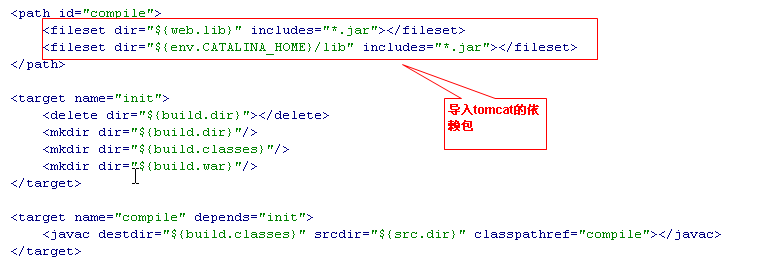 <path id="compile">
<fileset dir="${web.lib}" includes="*.jar"></fileset>
<fileset dir="${env.CATALINA_HOME}/lib" includes="*.jar"></fileset>
</path>
导入tomcat的依
赖包
<target name="init">
<delete dir="${build.dir}"></delete>
<mkdir dir="${build.dir}"/>
<mkdir dir="${build.classes}"/>
<mkdir dir="${build.war}"/>
</target>
<target name="compile" depends="init">
<javac destdir="${build.classes}" srcdir="${src.dir}" classpathref="compile"></javac>
</target>